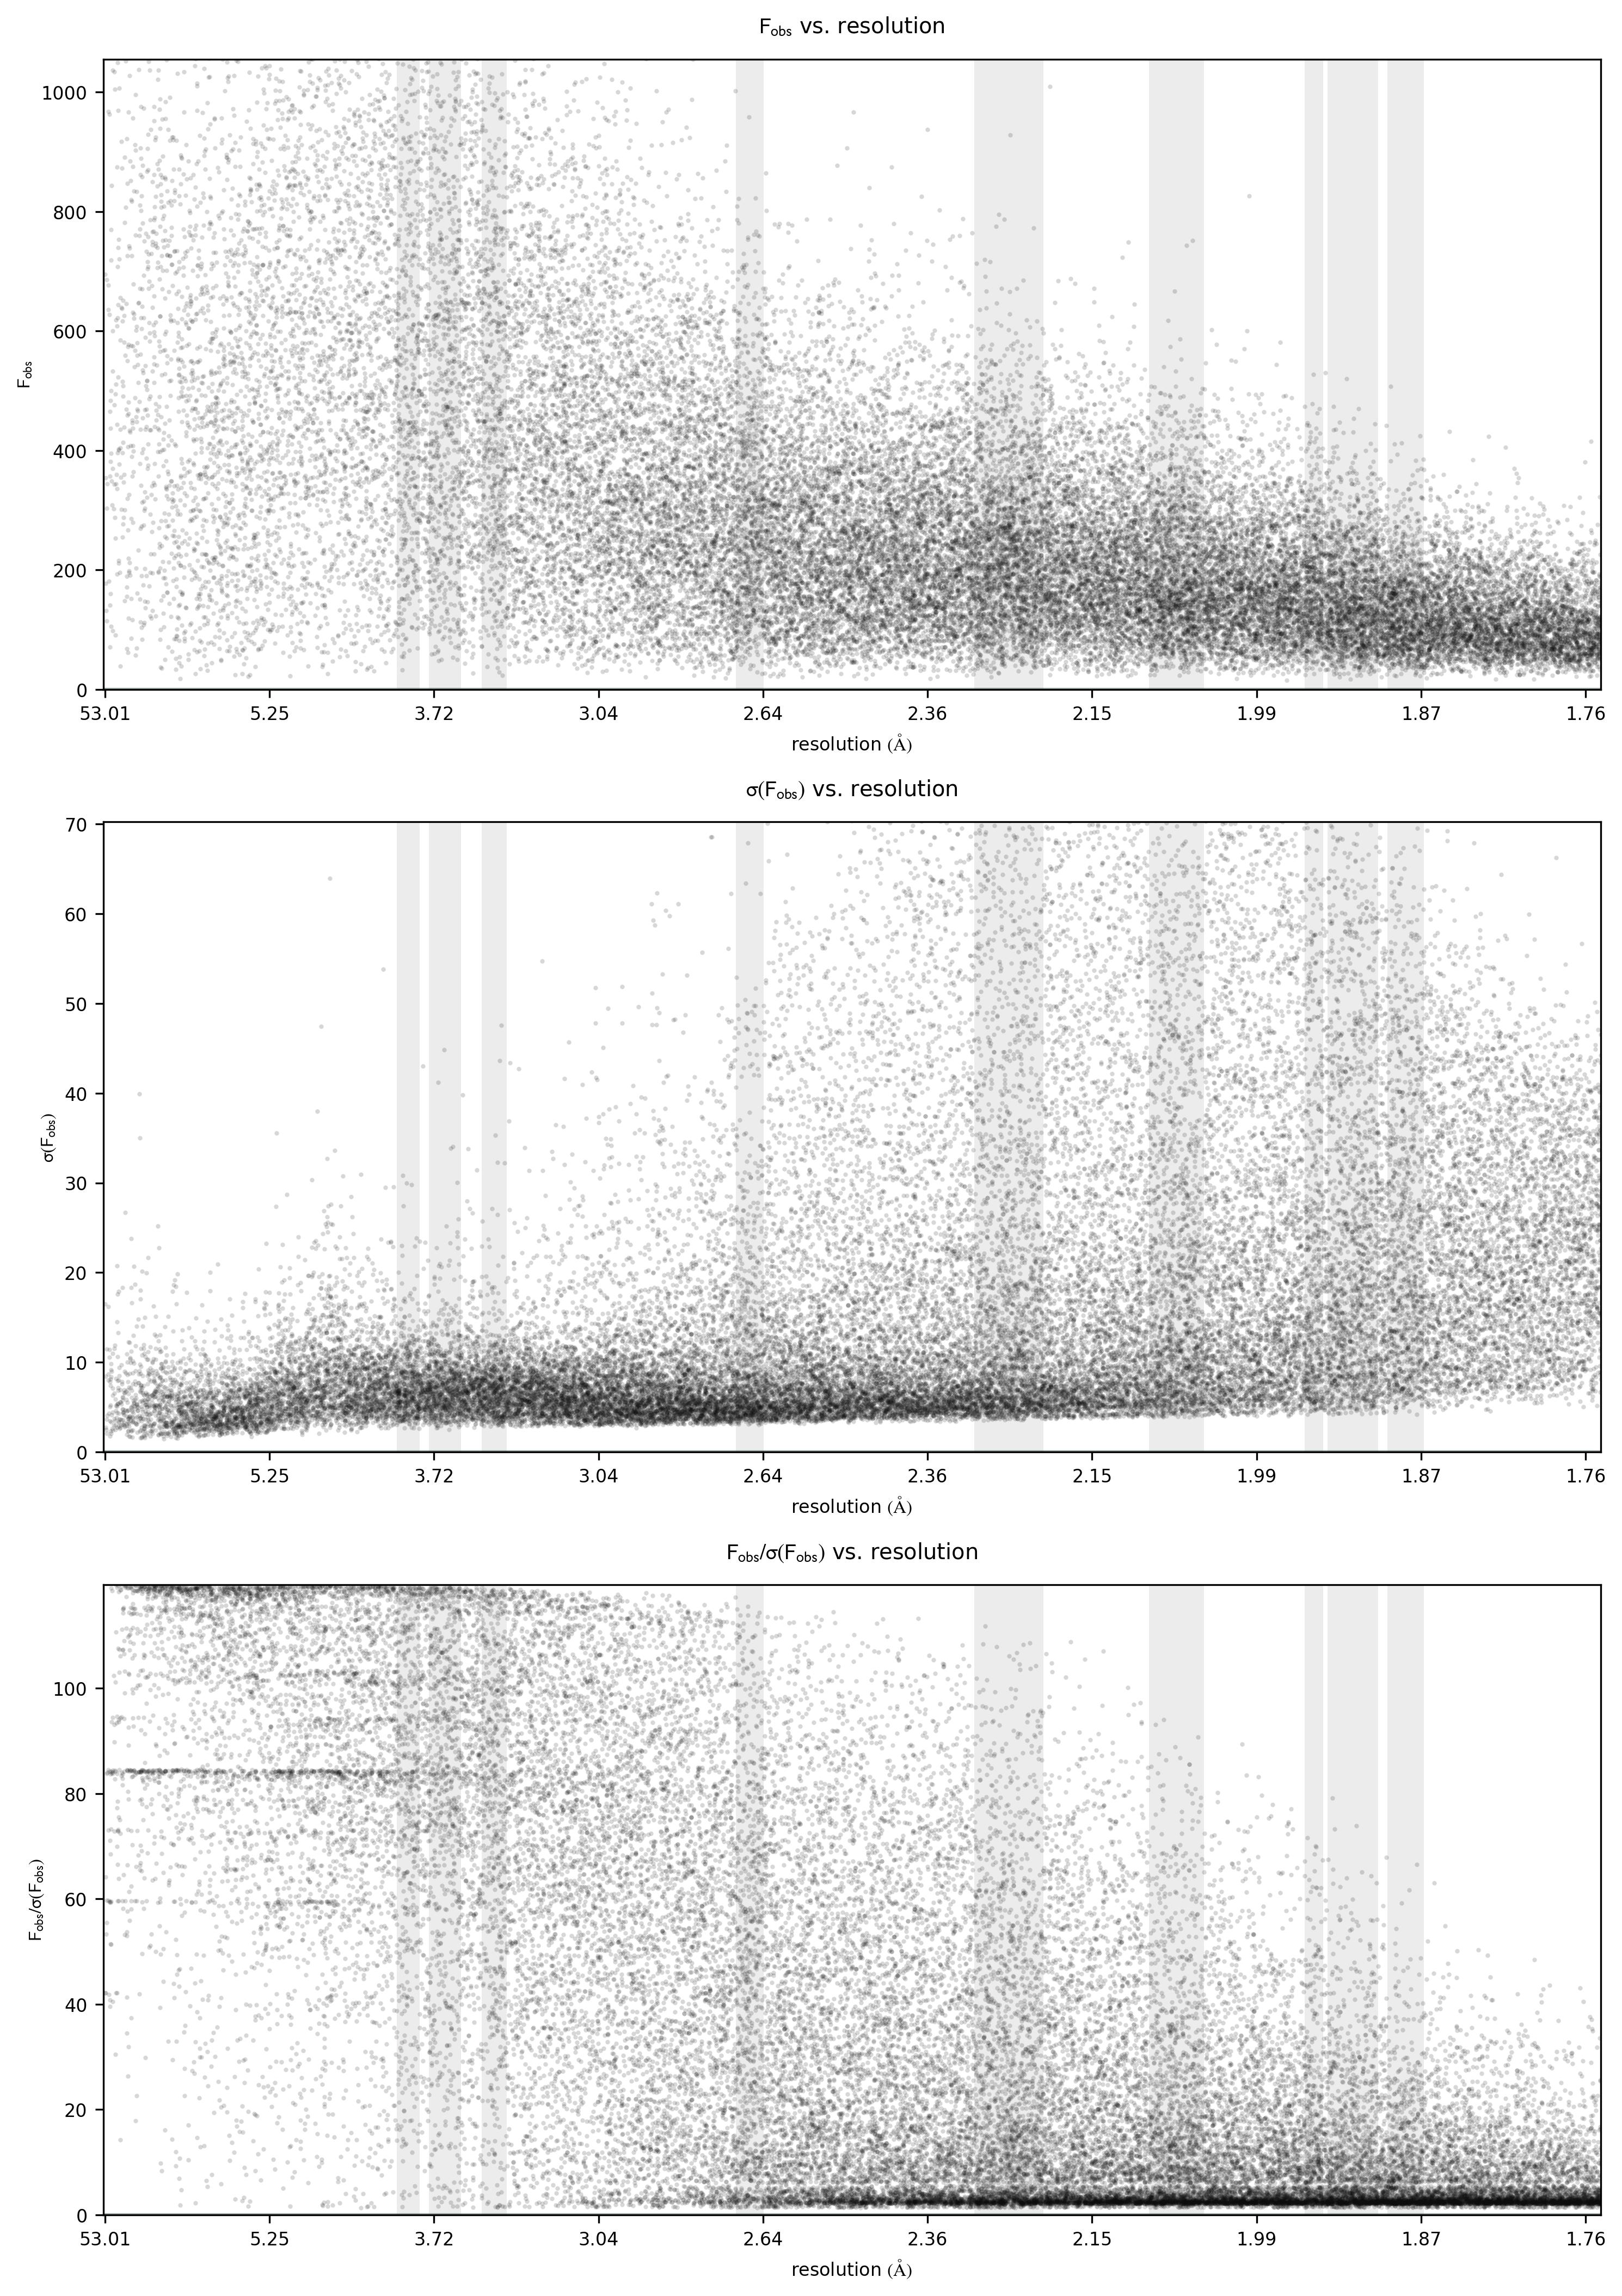 F_obs vs. resolution
1000
800
600
400
200
0
F_obs
53.01 5.25 3.72 3.04 2.64 2.36 2.15 1.99 1.87 1.76
resolution (Å)
σ(F_obs) vs. resolution
70
60
50
40
30
20
10
0
σ(F_obs)
53.01 5.25 3.72 3.04 2.64 2.36 2.15 1.99 1.87 1.76
resolution (Å)
F_obs/σ(F_obs) vs. resolution
100
80
60
40
20
0
F_obs/σ(F_obs)
53.01 5.25 3.72 3.04 2.64 2.36 2.15 1.99 1.87 1.76
resolution (Å)